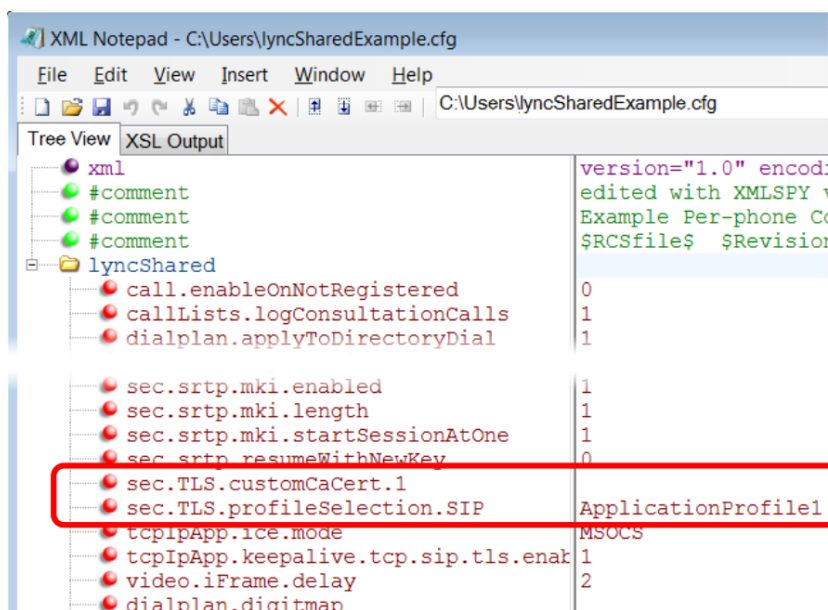 XML Notepad - C:\Users\lyncSharedExample.cfg
File Edit View Insert Window Help
C:\Users\lyncSharedExample.cfg
Tree View XSL Output
xml version="1.0" encodi
#comment edited with XMLSPY v
#comment Example Per-phone Co
#comment $RCSfile$ $Revision
lyncShared
call.enableOnNotRegistered 0
callLists.logConsultationCalls 1
dialplan.applyToDirectoryDial 1
sec.srtp.mki.enabled 1
sec.srtp.mki.length 1
sec.srtp.mki.startSessionAtOne 1
sec.srtp.resumeWithNewKey 0
sec.TLS.customCaCert.1
sec.TLS.profileSelection.SIP ApplicationProfile1
tcpIpApp.ice.mode MSOCS
tcpIpApp.keepalive.tcp.sip.tls.enab 1
video.iFrame.delay 2
dialplan.digitmap